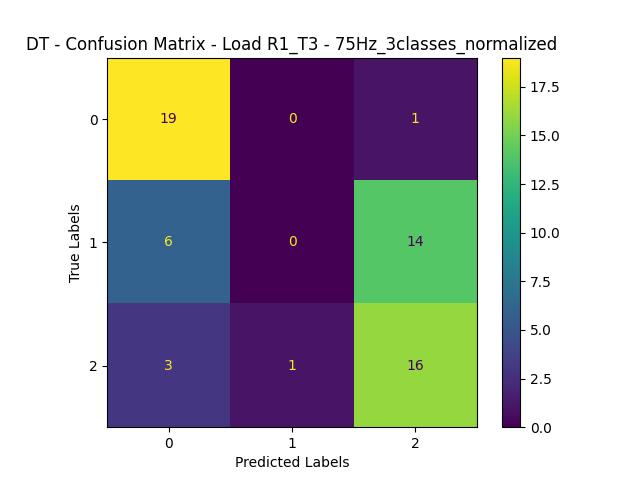 DT - Confusion Matrix - Load R1_T3 - 75Hz_3classes_normalized
True Labels
0 19 0 1
1 6 0 14
2 3 1 16
0 1 2
Predicted Labels
17.5
15.0
12.5
10.0
7.5
5.0
2.5
0.0